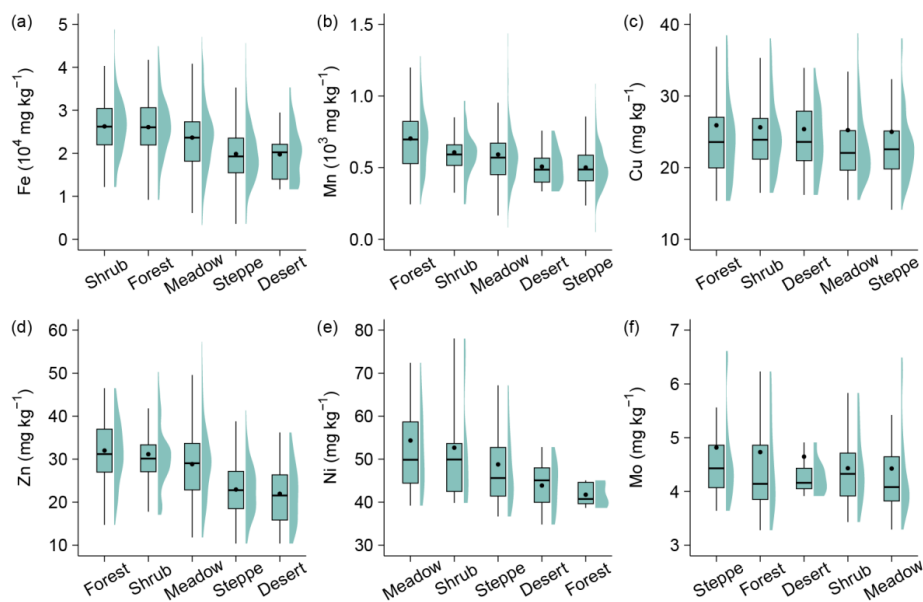 (a)
Fe (10⁴ mg kg⁻¹)
5
4
3
2
1
0
Shrub Forest Meadow Steppe Desert
(b)
Mn (10³ mg kg⁻¹)
1.5
1.0
0.5
0.0
Forest Shrub Meadow Desert Steppe
(c)
Cu (mg kg⁻¹)
40
30
20
10
Forest Shrub Desert Meadow Steppe
(d)
Zn (mg kg⁻¹)
60
50
40
30
20
10
Forest Shrub Meadow Steppe Desert
(e)
Ni (mg kg⁻¹)
80
70
60
50
40
30
Meadow Shrub Steppe Desert Forest
(f)
Mo (mg kg⁻¹)
7
6
5
4
3
Steppe Forest Desert Shrub Meadow